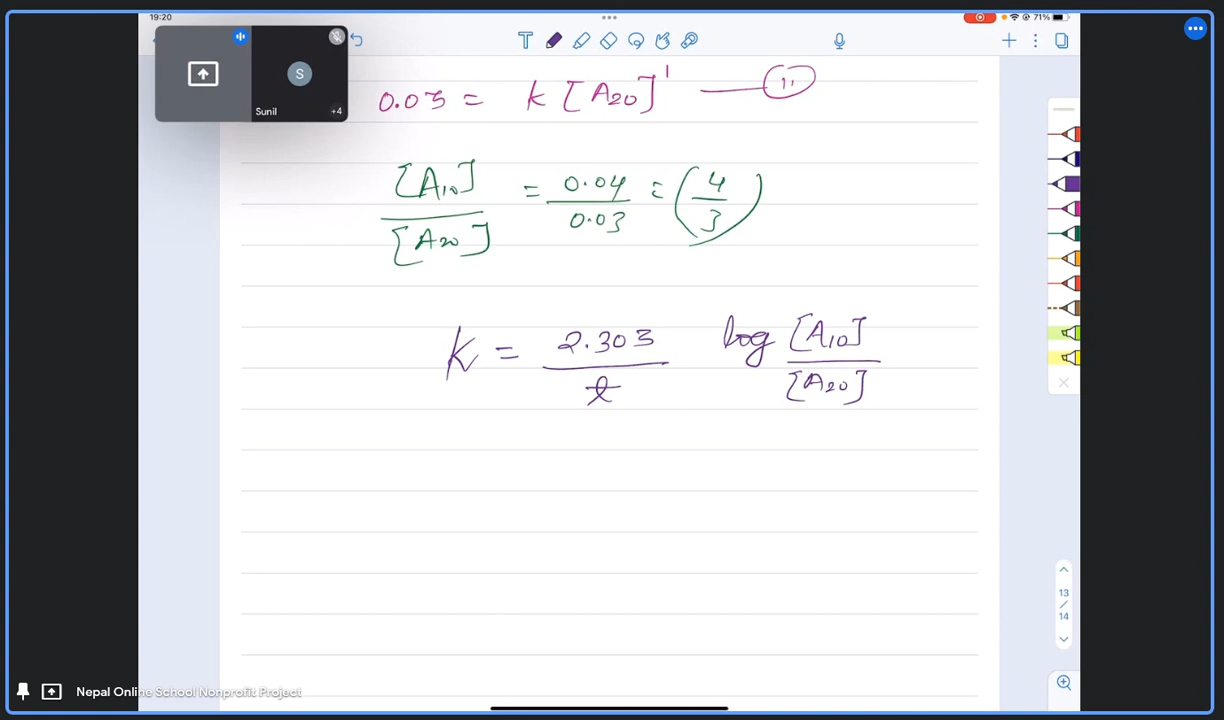 19:20
71%
S
Sunil
+4
0.03 = k [A20]^1 —— (ii)
[A10] / [A20] = 0.04 / 0.03 = (4/3)
K = 2.303 / t log [A10] / [A20]
13
/
14
Nepal Online School Nonprofit Project